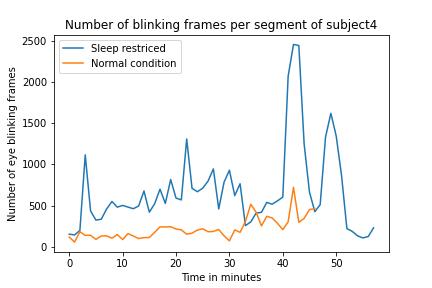 Number of blinking frames per segment of subject4
Sleep restriced
Normal condition
Number of eye blinking frames
2500
2000
1500
1000
500
0
0 10 20 30 40 50
Time in minutes